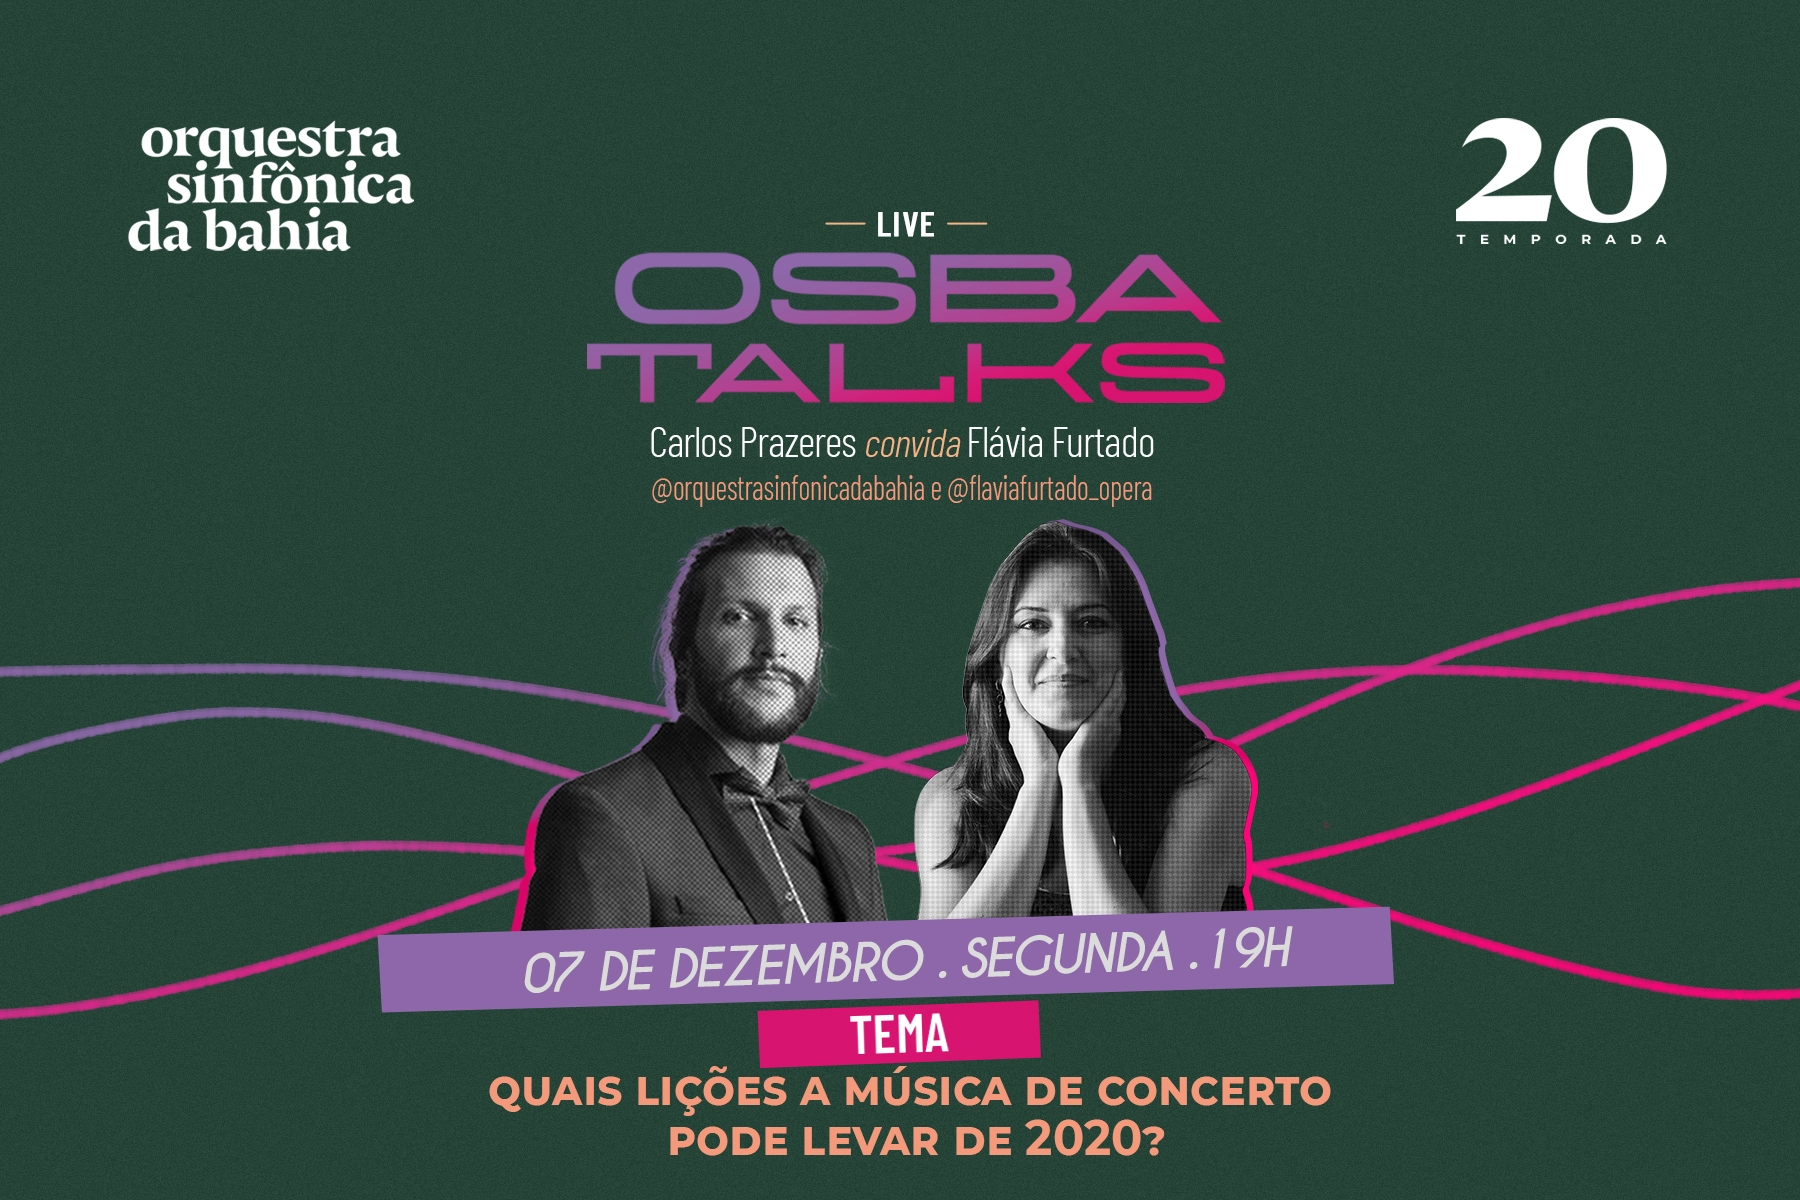 orquestra
sinfônica
da bahia
20
TEMPORADA
LIVE
OSBA
TALKS
Carlos Prazeres convida Flávia Furtado
@orquestrasinfonicadabahia e @flaviafurtado_opera
07 DE DEZEMBRO . SEGUNDA . 19H
TEMA
QUAIS LIÇÕES A MÚSICA DE CONCERTO
PODE LEVAR DE 2020?